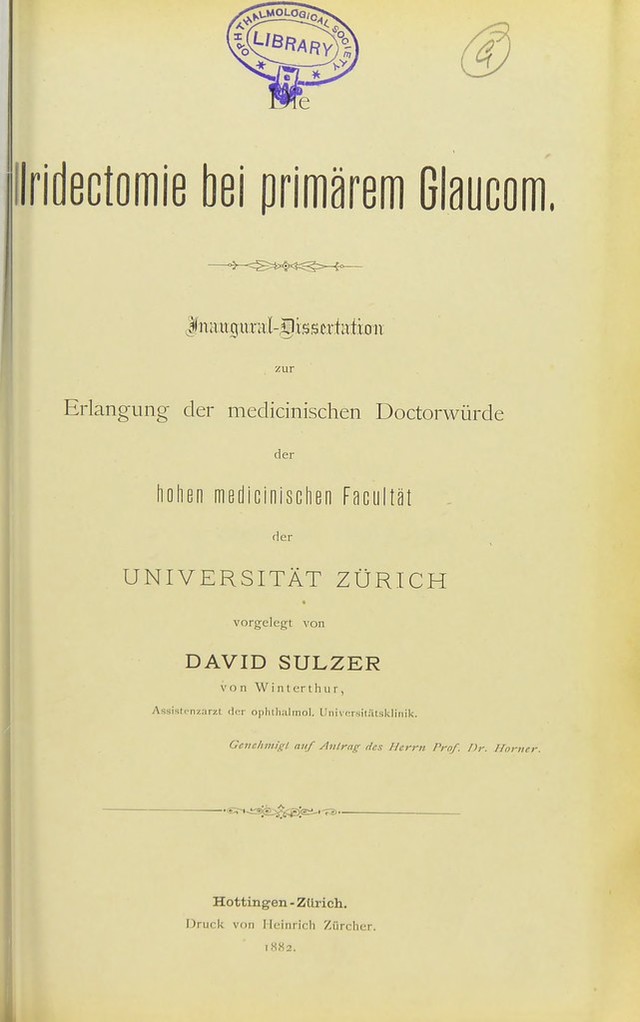 OPHTHALMOLOGICAL SOCIETY
LIBRARY
Die
Iridectomie bei primärem Glaucom.
Inaugural-Dissertation
zur
Erlangung der medicinischen Doctorwürde
der
hohen medicinischen Facultät
der
UNIVERSITÄT ZÜRICH
vorgelegt von
DAVID SULZER
von Winterthur,
Assistenzarzt der ophthalmol. Universitätsklinik.
Genehmigt auf Antrag des Herrn Prof. Dr. Horner.
Hottingen-Zürich.
Druck von Heinrich Zürcher.
1882.